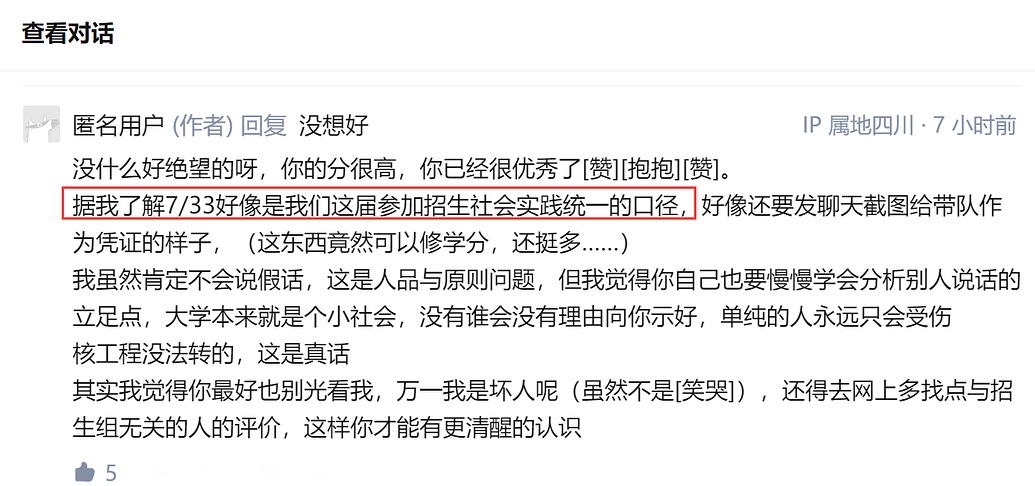 查看对话
匿名用户 (作者) 回复 没想好 IP 属地四川 · 7 小时前
没什么好绝望的呀，你的分很高，你已经很优秀了[赞][抱抱][赞]。
据我了解7/33好像是我们这届参加招生社会实践统一的口径，好像还要发聊天截图给带队作
为凭证的样子，（这东西竟然可以修学分，还挺多......）
我虽然肯定不会说假话，这是人品与原则问题，但我觉得你自己也要慢慢学会分析别人说话的
立足点，大学本来就是个小社会，没有谁会没有理由向你示好，单纯的人永远只会受伤
核工程没法转的，这是真话
其实我觉得你最好也别光看我，万一我是坏人呢（虽然不是[笑哭]），还得去网上多找点与招
生组无关的人的评价，这样你才能有更清醒的认识
5